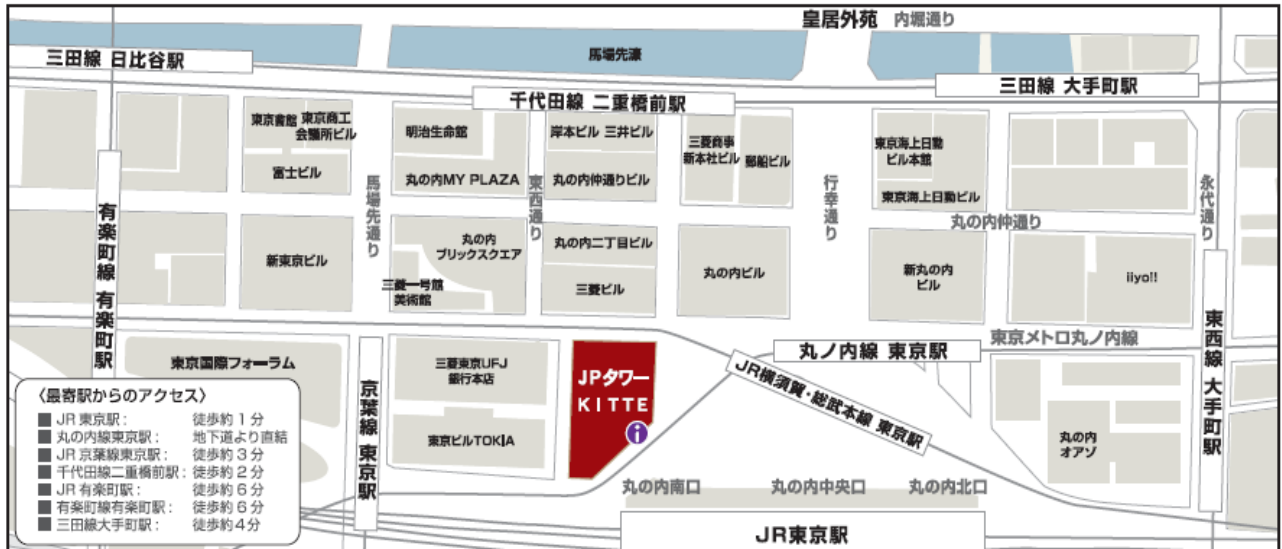 皇居外苑 内堀通り
三田線 日比谷駅
馬場先濠
三田線 大手町駅
千代田線 二重橋前駅
東京會館
東京商工
会議所ビル
富士ビル
明治生命館
丸の内MY PLAZA
岸本ビル
三井ビル
丸の内仲通りビル
三菱商事
新本社ビル
郵船ビル
東京海上日動
ビル本館
東京海上日動ビル
馬場先通り
東西通り
行幸通り
永代通り
丸の内仲通り
有楽町線 有楽町駅
新東京ビル
丸の内
ブリックスクエア
三菱一号館
美術館
丸の内二丁目ビル
三菱ビル
丸の内ビル
新丸の内
ビル
iiyo!!
東京メトロ丸ノ内線
東西線 大手町駅
東京国際フォーラム
京葉線 東京駅
三菱東京UFJ
銀行本店
東京ビルTOKIA
JPタワー
KITTE
i
丸ノ内線 東京駅
JR横須賀・総武本線 東京駅
丸の内
オアゾ
丸の内南口
丸の内中央口
丸の内北口
JR東京駅
〈最寄駅からのアクセス〉
JR 東京駅： 徒歩約 1 分
丸の内線東京駅： 地下道より直結
JR 京葉線東京駅： 徒歩約 3 分
千代田線二重橋前駅： 徒歩約 2 分
JR 有楽町駅： 徒歩約 6 分
有楽町線有楽町駅： 徒歩約 6 分
三田線大手町駅： 徒歩約4分